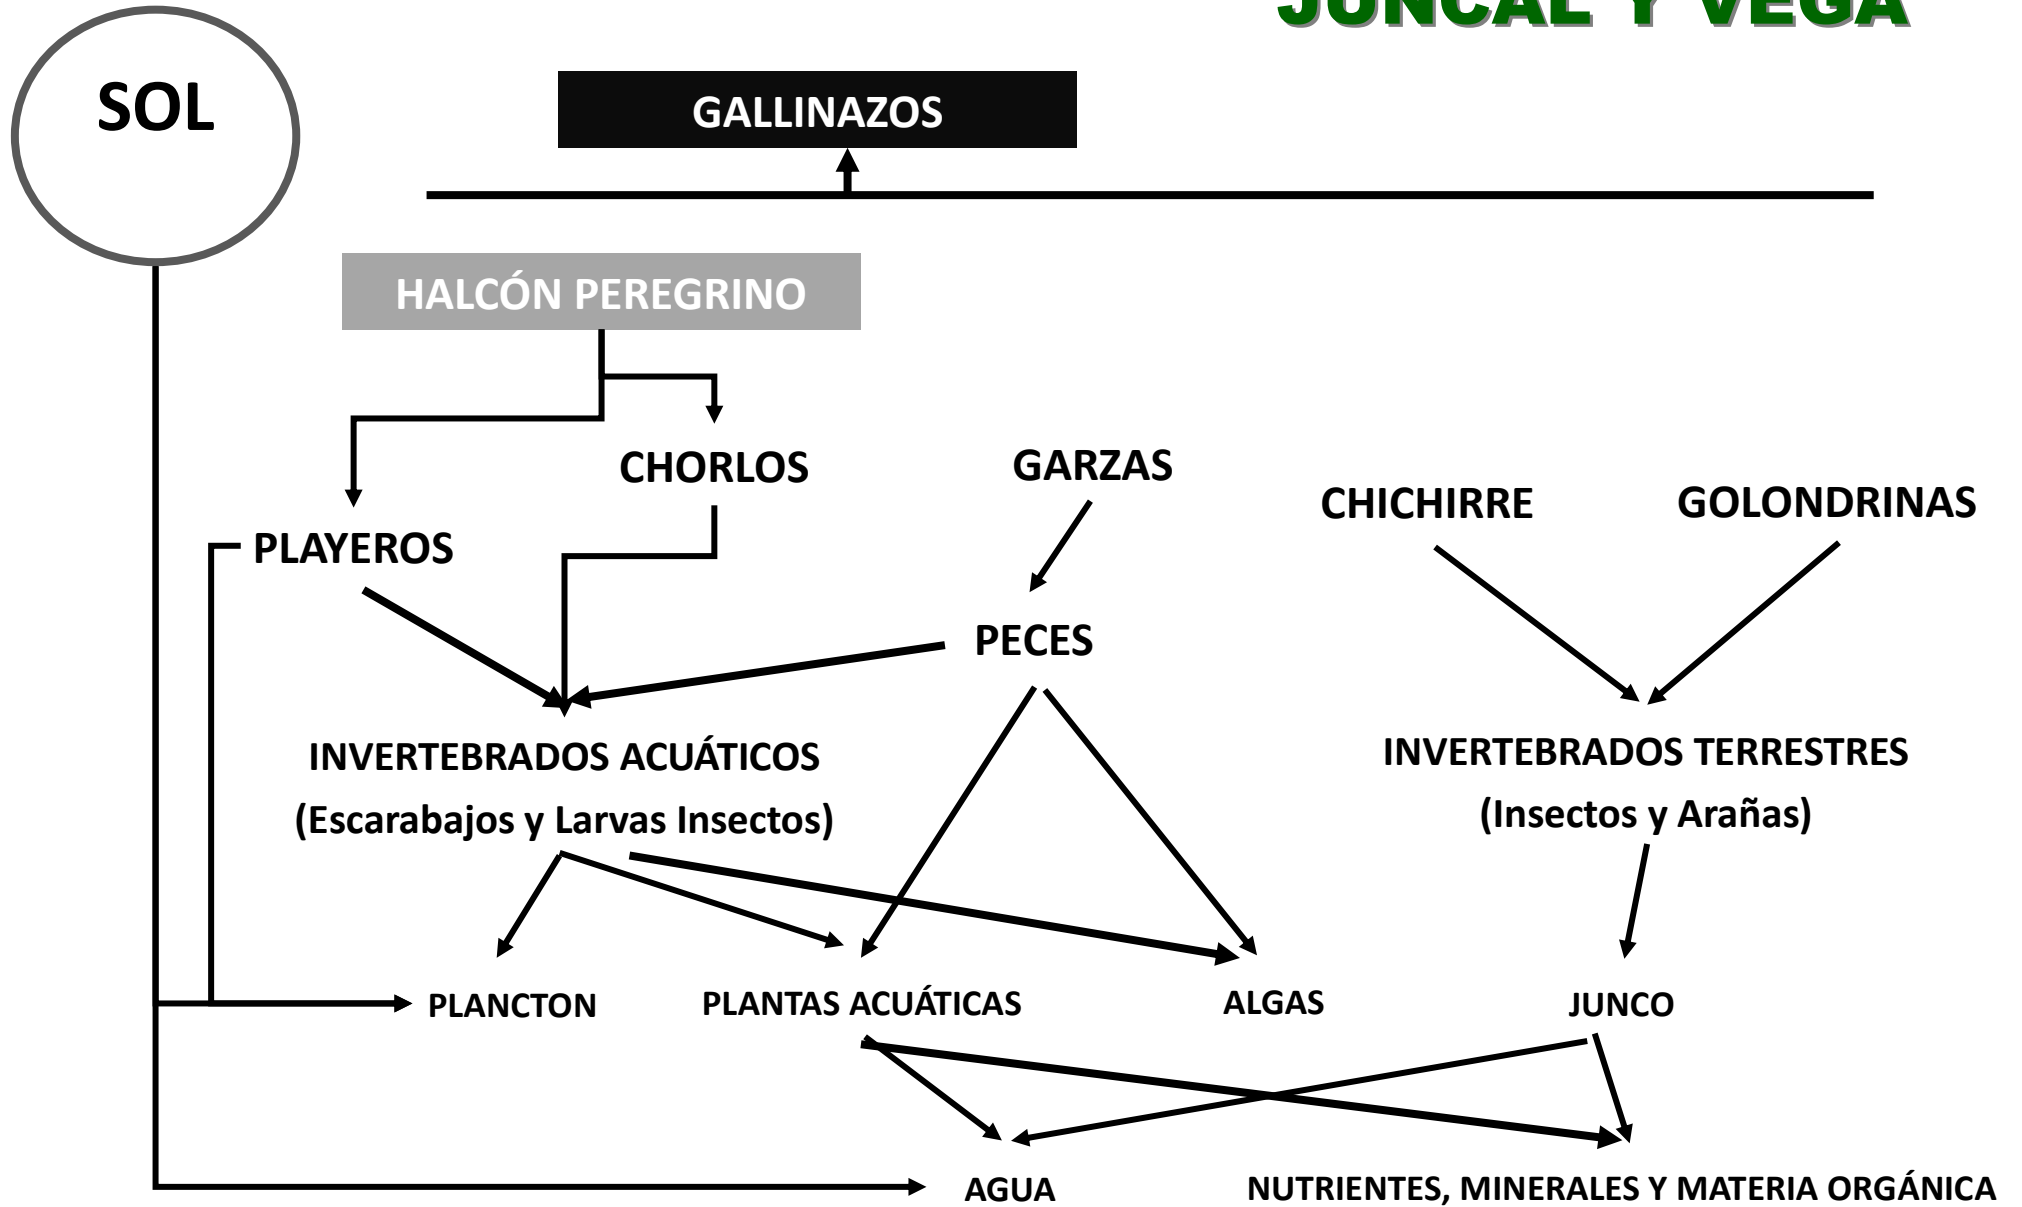 JUNCAL Y VEGA
SOL
GALLINAZOS
HALCÓN PEREGRINO
CHORLOS
GARZAS
CHICHIRRE
GOLONDRINAS
PLAYEROS
PECES
INVERTEBRADOS ACUÁTICOS
(Escarabajos y Larvas Insectos)
INVERTEBRADOS TERRESTRES
(Insectos y Arañas)
PLANCTON
PLANTAS ACUÁTICAS
ALGAS
JUNCO
AGUA
NUTRIENTES, MINERALES Y MATERIA ORGÁNICA